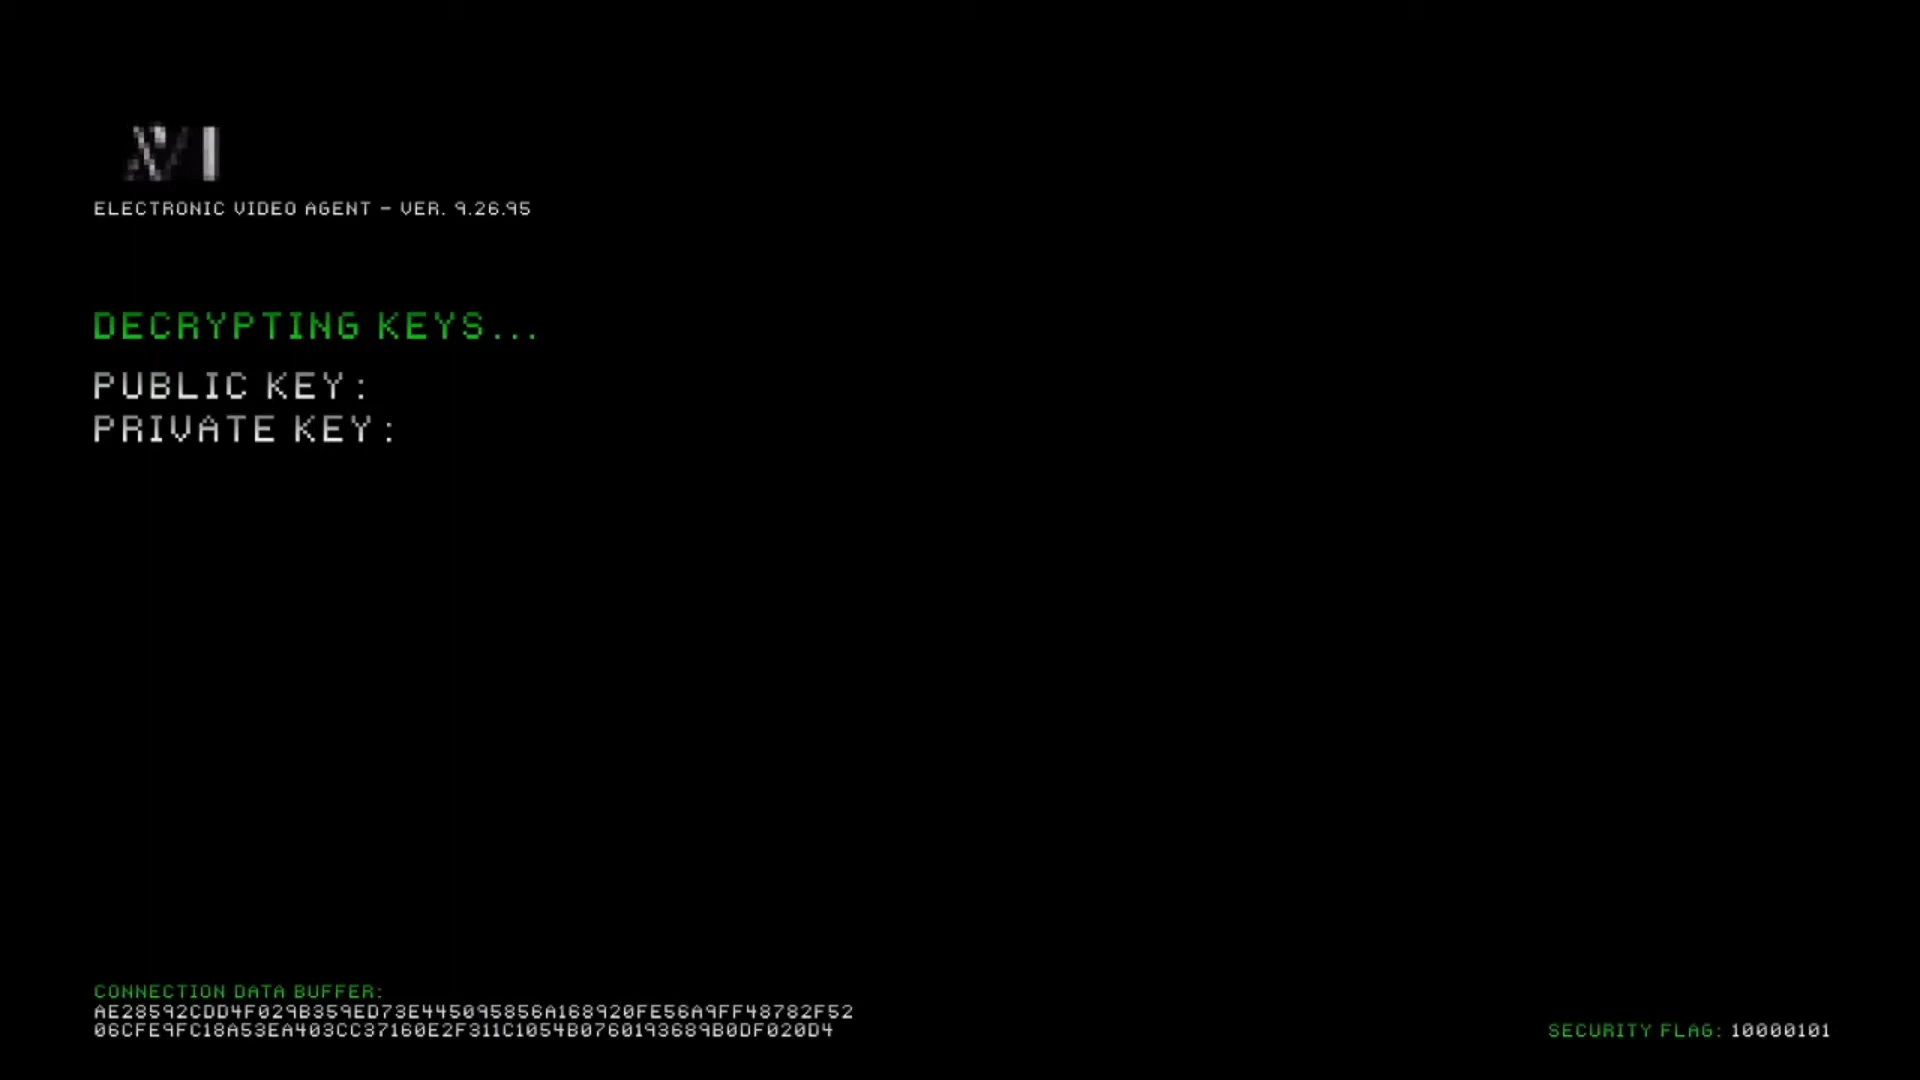 ELECTRONIC VIDEO AGENT - VER. 9.26.95
DECRYPTING KEYS...
PUBLIC KEY:
PRIVATE KEY:
CONNECTION DATA BUFFER:
AE28592CDD4F029B359ED73E445095856A168920FE56A9FF48782F52
06CFE9FC18A53EA403CC37160E2F311C1054B0760193689B0DF020D4
SECURITY FLAG: 10000101